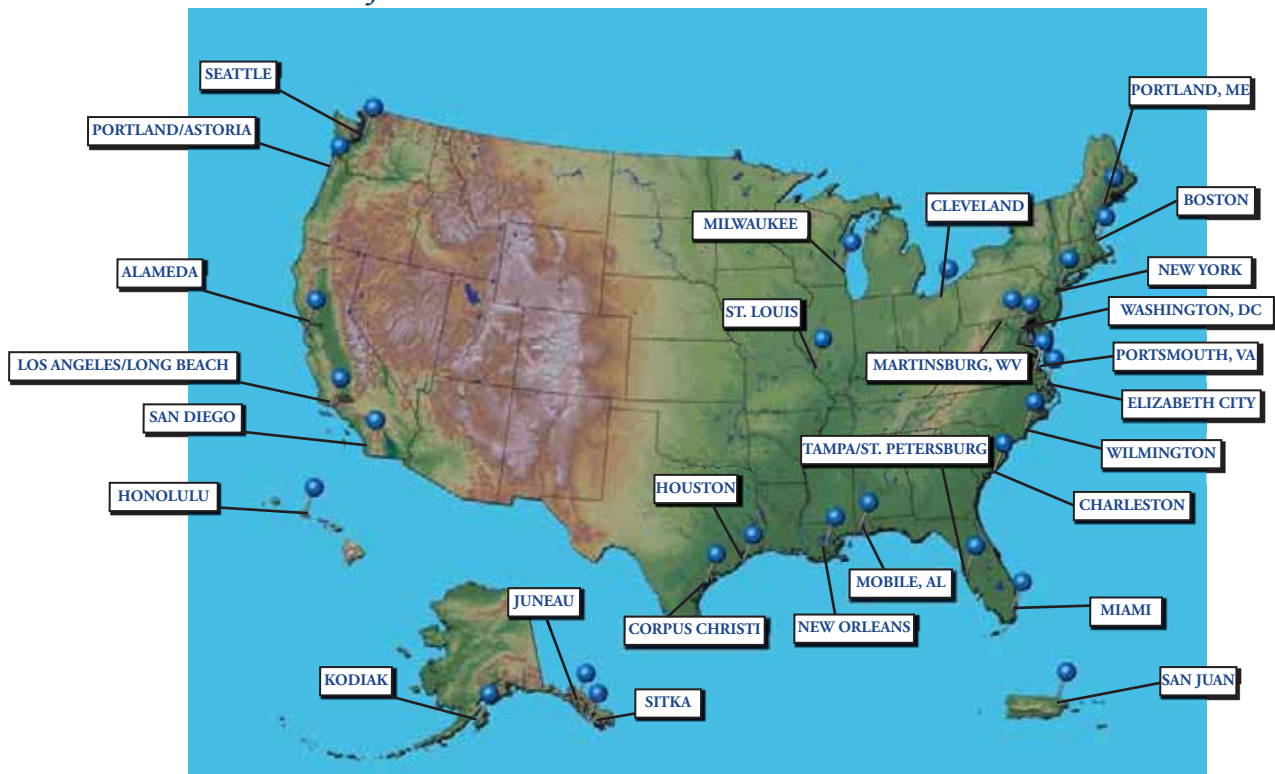 SEATTLE
PORTLAND, ME
PORTLAND/ASTORIA
BOSTON
CLEVELAND
MILWAUKEE
NEW YORK
ALAMEDA
WASHINGTON, DC
ST. LOUIS
PORTSMOUTH, VA
MARTINSBURG, WV
LOS ANGELES/LONG BEACH
ELIZABETH CITY
SAN DIEGO
TAMPA/ST. PETERSBURG
WILMINGTON
HOUSTON
HONOLULU
CHARLESTON
MOBILE, AL
JUNEAU
MIAMI
CORPUS CHRISTI
NEW ORLEANS
KODIAK
SAN JUAN
SITKA